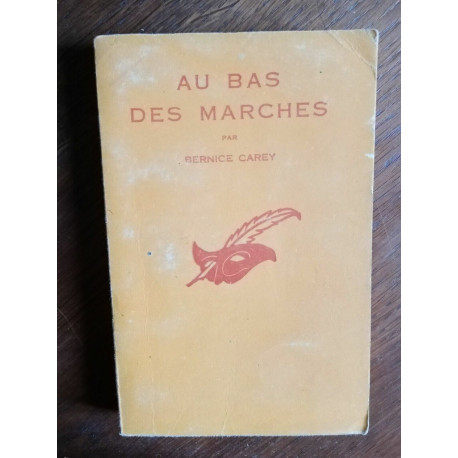 AU BAS
DES MARCHES
PAR
BERNICE CAREY